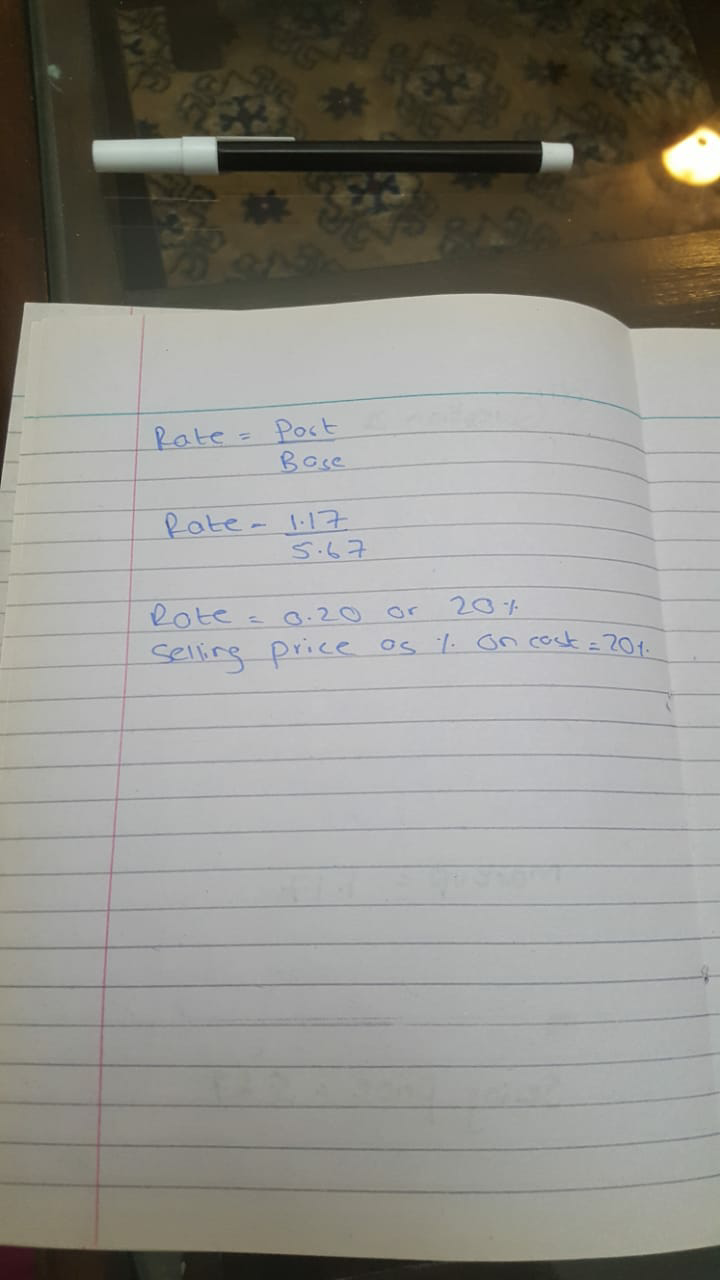 Rate = Part
Base
Rate = 1.17
5.67
Rate = 0.20 or 20%
Selling price as % on cost = 20%.